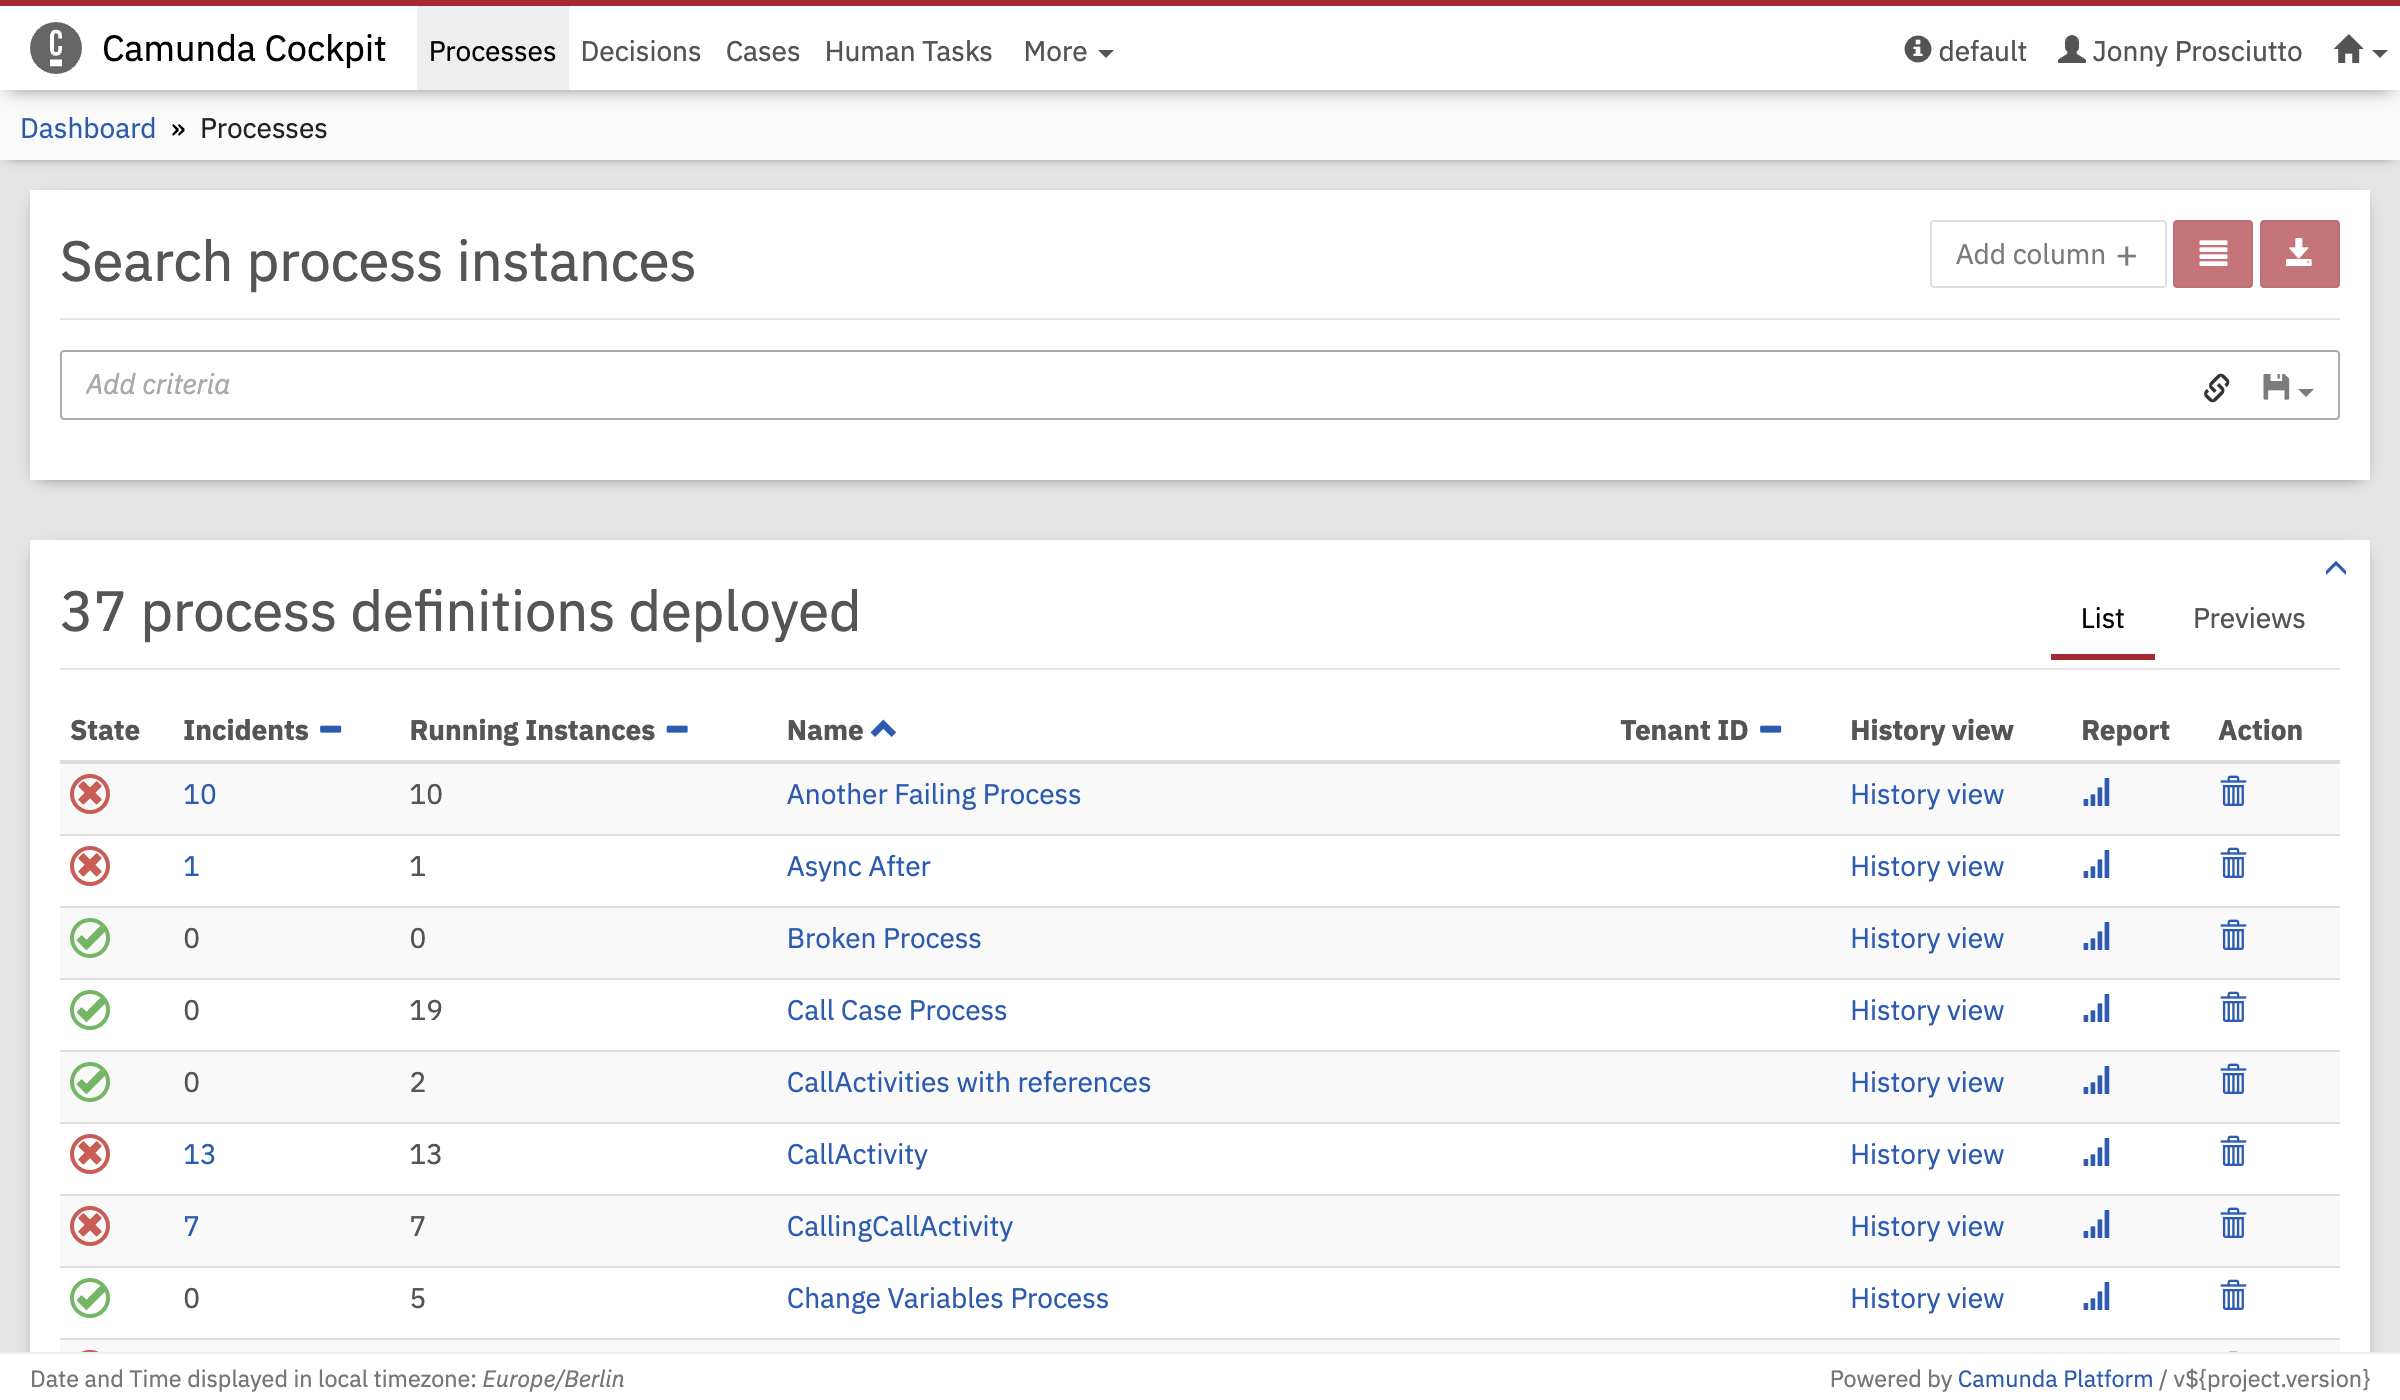 Camunda Cockpit Processes Decisions Cases Human Tasks More default Jonny Prosciutto
Dashboard » Processes
Search process instances Add column +
Add criteria
37 process definitions deployed
List Previews
State Incidents Running Instances Name Tenant ID History view Report Action
10 10 Another Failing Process History view
1 1 Async After History view
0 0 Broken Process History view
0 19 Call Case Process History view
0 2 CallActivities with references History view
13 13 CallActivity History view
7 7 CallingCallActivity History view
0 5 Change Variables Process History view
Date and Time displayed in local timezone: Europe/Berlin Powered by Camunda Platform / v${project.version}